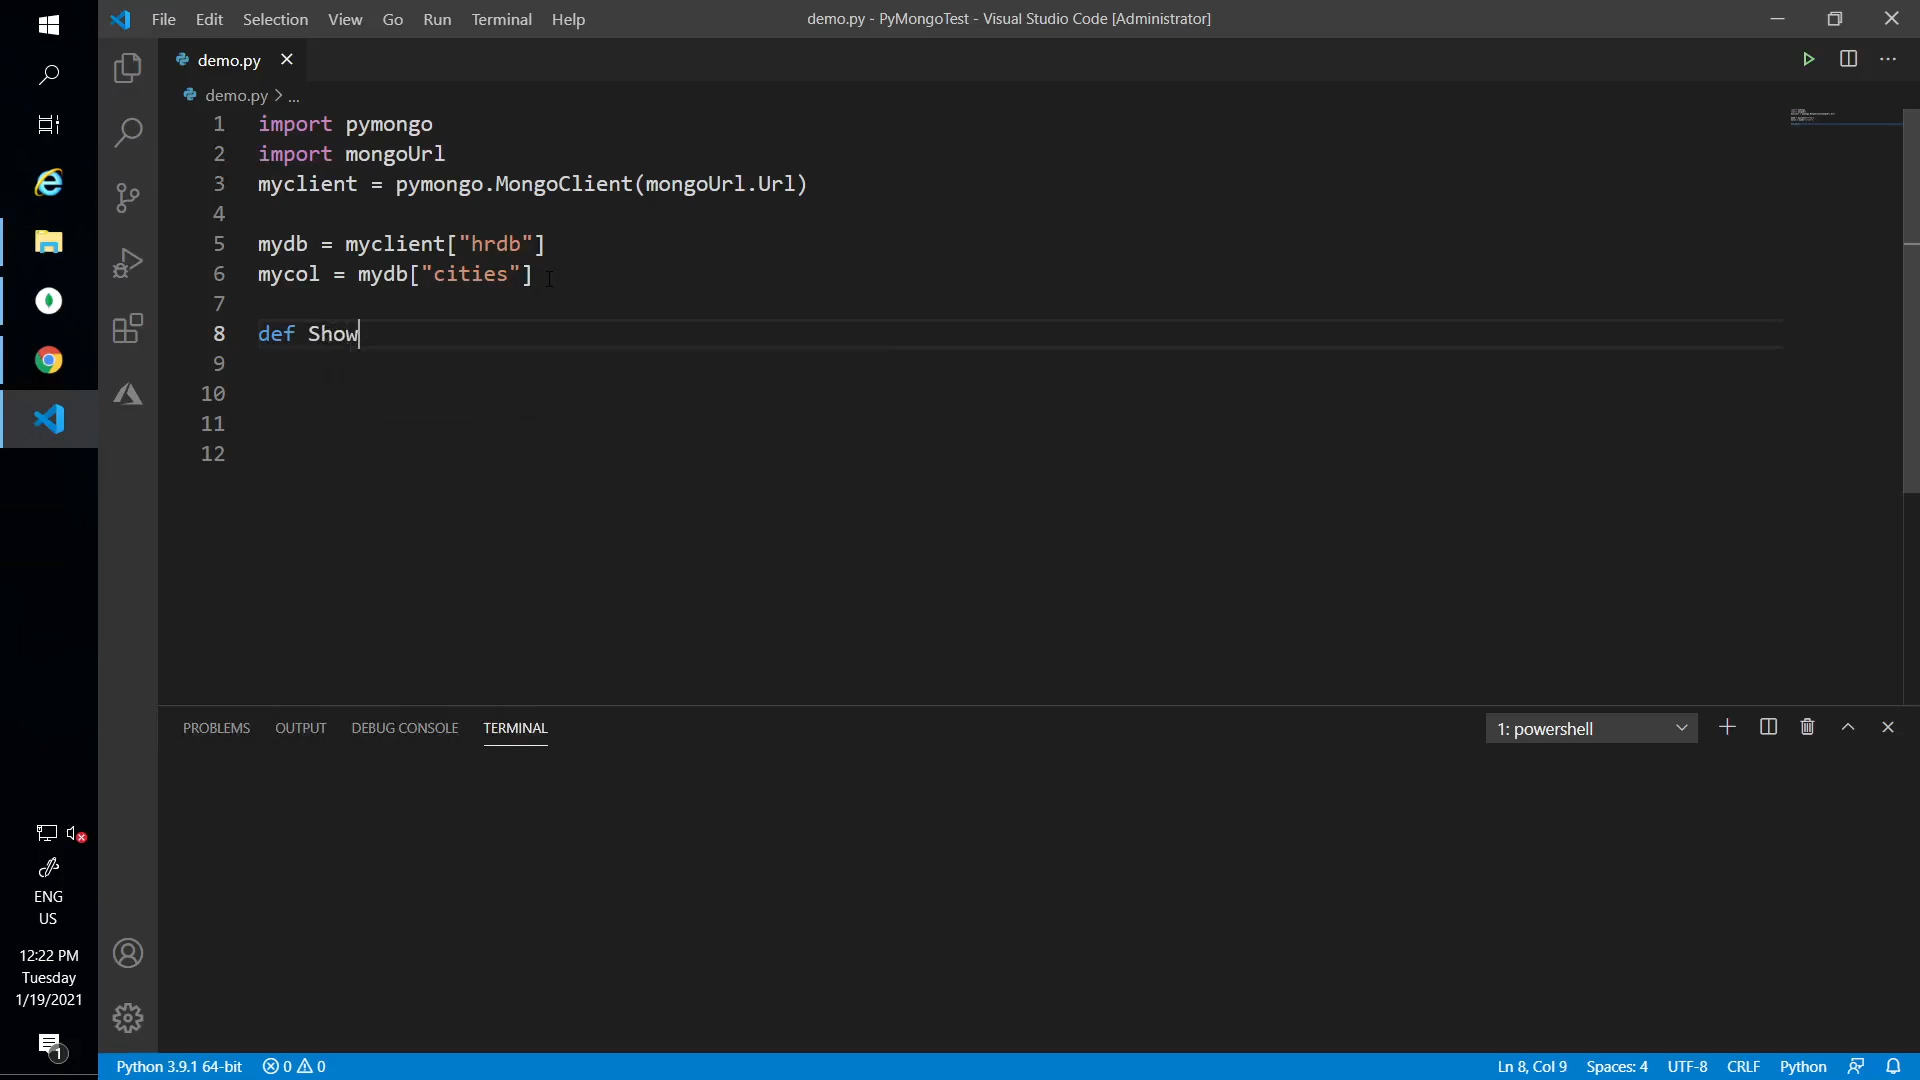 File Edit Selection View Go Run Terminal Help
demo.py - PyMongoTest - Visual Studio Code [Administrator]
demo.py
demo.py > ...
1 import pymongo
2 import mongoUrl
3 myclient = pymongo.MongoClient(mongoUrl.Url)
4
5 mydb = myclient["hrdb"]
6 mycol = mydb["cities"]
7
8 def Show
9
10
11
12
PROBLEMS OUTPUT DEBUG CONSOLE TERMINAL
1: powershell
ENG
US
12:22 PM
Tuesday
1/19/2021
1
Python 3.9.1 64-bit 0 0
Ln 8, Col 9 Spaces: 4 UTF-8 CRLF Python